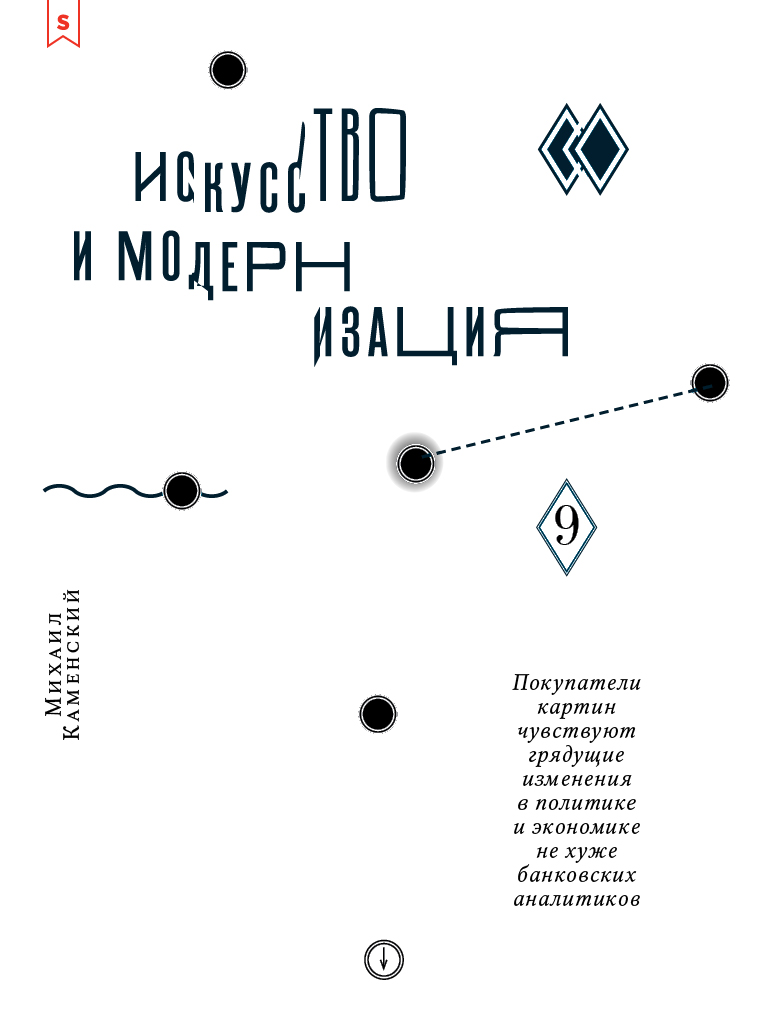 S
ИСКУССТВО
И МОДЕРН
ИЗАЦИЯ
9
Михаил
Каменский
Покупатели
картин
чувствуют
грядущие
изменения
в политике
и экономике
не хуже
банковских
аналитиков